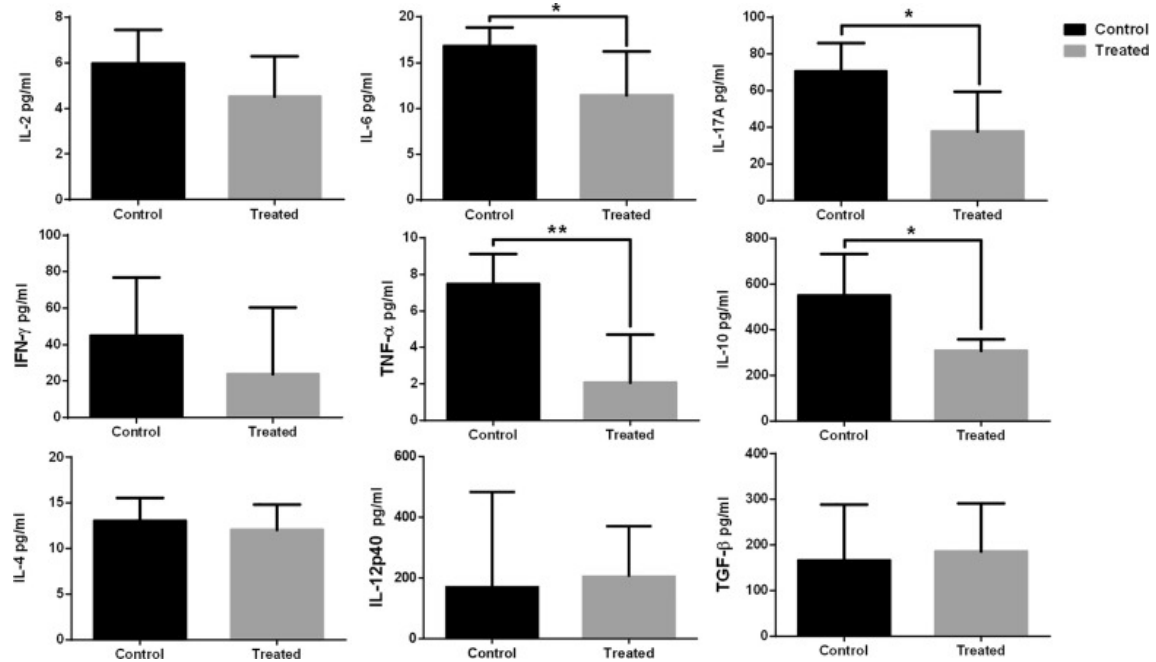 IL-2 pg/ml
8
6
4
2
0
Control
Treated
IL-6 pg/ml
20
15
10
5
0
*
Control
Treated
IL-17A pg/ml
100
80
60
40
20
0
*
Control
Treated
Control
Treated
IFN-γ pg/ml
100
80
60
40
20
0
Control
Treated
TNF-α pg/ml
10
8
6
4
2
0
**
Control
Treated
IL-10 pg/ml
800
600
400
200
0
*
Control
Treated
IL-4 pg/ml
20
15
10
5
0
Control
Treated
IL-12p40 pg/ml
600
400
200
0
Control
Treated
TGF-β pg/ml
400
300
200
100
0
Control
Treated